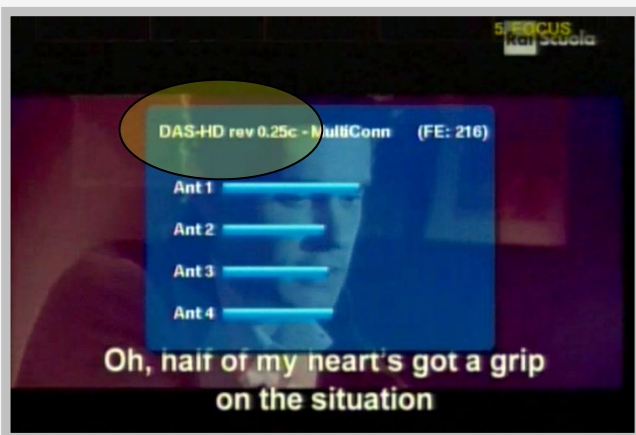 5. FOCUS
Rai Scuola
DAS-HD rev 0.25c - MultiConn (FE: 216)
Ant 1
Ant 2
Ant 3
Ant 4
Oh, half of my heart's got a grip
on the situation